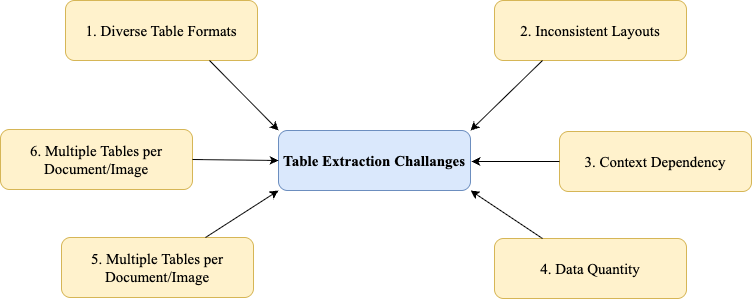 1. Diverse Table Formats
2. Inconsistent Layouts
6. Multiple Tables per
Document/Image
Table Extraction Challanges
3. Context Dependency
5. Multiple Tables per
Document/Image
4. Data Quantity